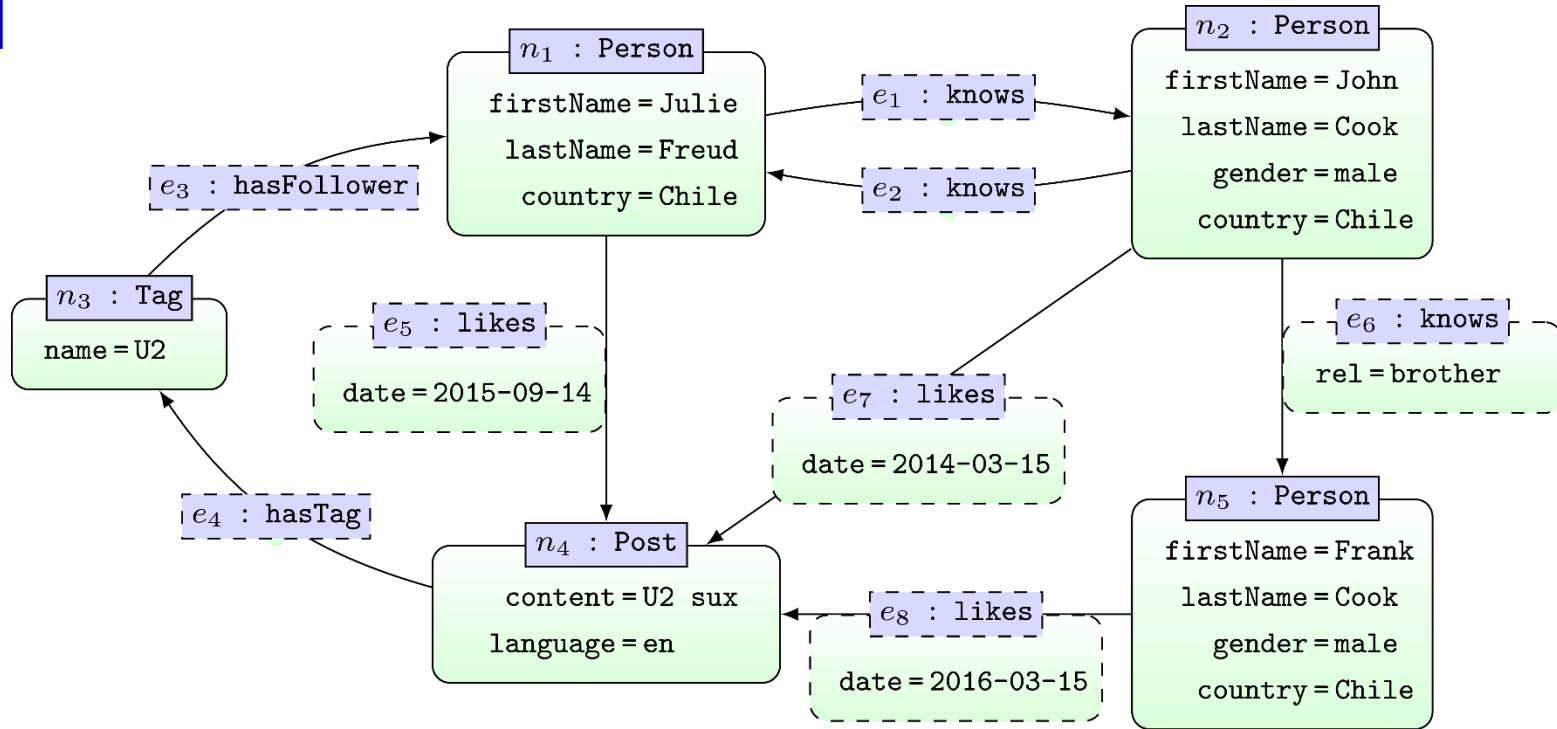 n₁ : Person
firstName = Julie
lastName = Freud
country = Chile
e₁ : knows
e₂ : knows
n₂ : Person
firstName = John
lastName = Cook
gender = male
country = Chile
e₃ : hasFollower
n₃ : Tag
name = U2
e₅ : likes
date = 2015-09-14
e₇ : likes
date = 2014-03-15
e₆ : knows
rel = brother
e₄ : hasTag
n₄ : Post
content = U2 sux
language = en
e₈ : likes
date = 2016-03-15
n₅ : Person
firstName = Frank
lastName = Cook
gender = male
country = Chile